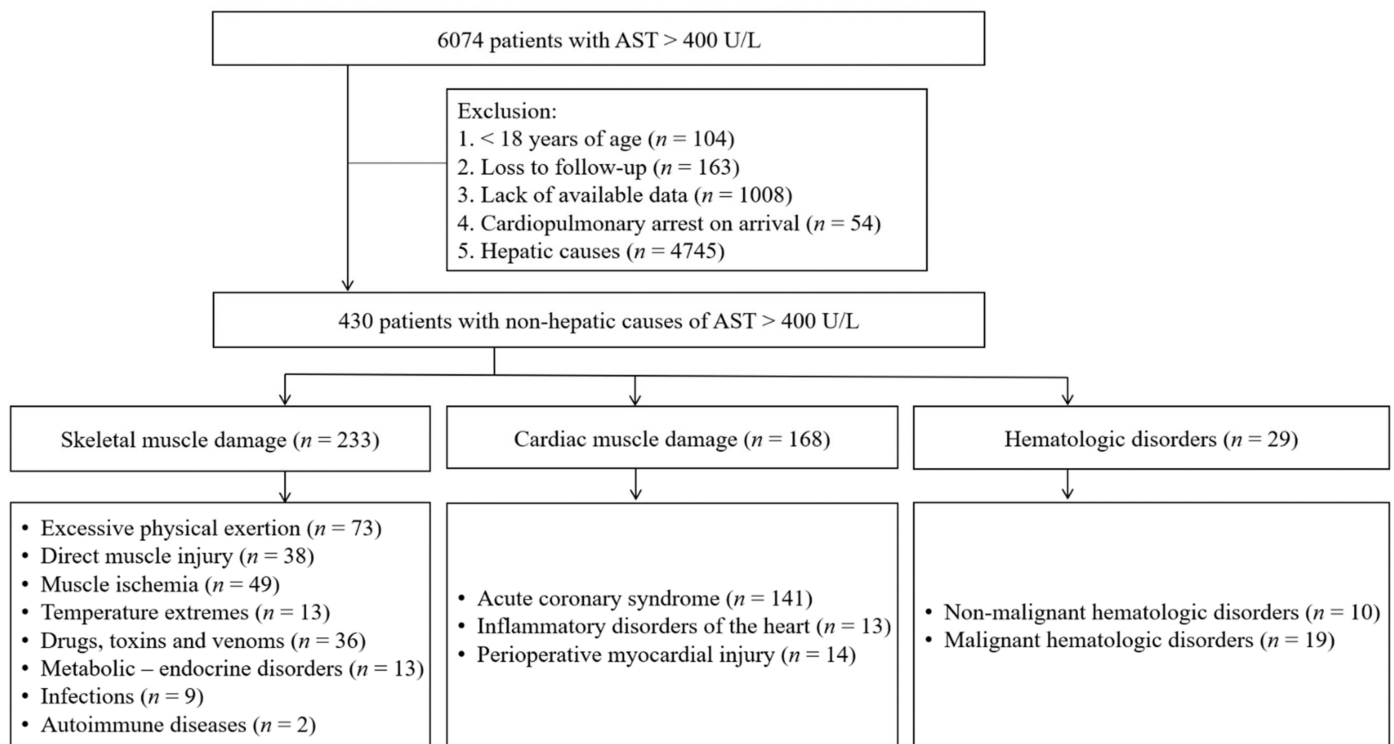 6074 patients with AST > 400 U/L
Exclusion:
1. < 18 years of age (n = 104)
2. Loss to follow-up (n = 163)
3. Lack of available data (n = 1008)
4. Cardiopulmonary arrest on arrival (n = 54)
5. Hepatic causes (n = 4745)
430 patients with non-hepatic causes of AST > 400 U/L
Skeletal muscle damage (n = 233)
• Excessive physical exertion (n = 73)
• Direct muscle injury (n = 38)
• Muscle ischemia (n = 49)
• Temperature extremes (n = 13)
• Drugs, toxins and venoms (n = 36)
• Metabolic – endocrine disorders (n = 13)
• Infections (n = 9)
• Autoimmune diseases (n = 2)
Cardiac muscle damage (n = 168)
• Acute coronary syndrome (n = 141)
• Inflammatory disorders of the heart (n = 13)
• Perioperative myocardial injury (n = 14)
Hematologic disorders (n = 29)
• Non-malignant hematologic disorders (n = 10)
• Malignant hematologic disorders (n = 19)